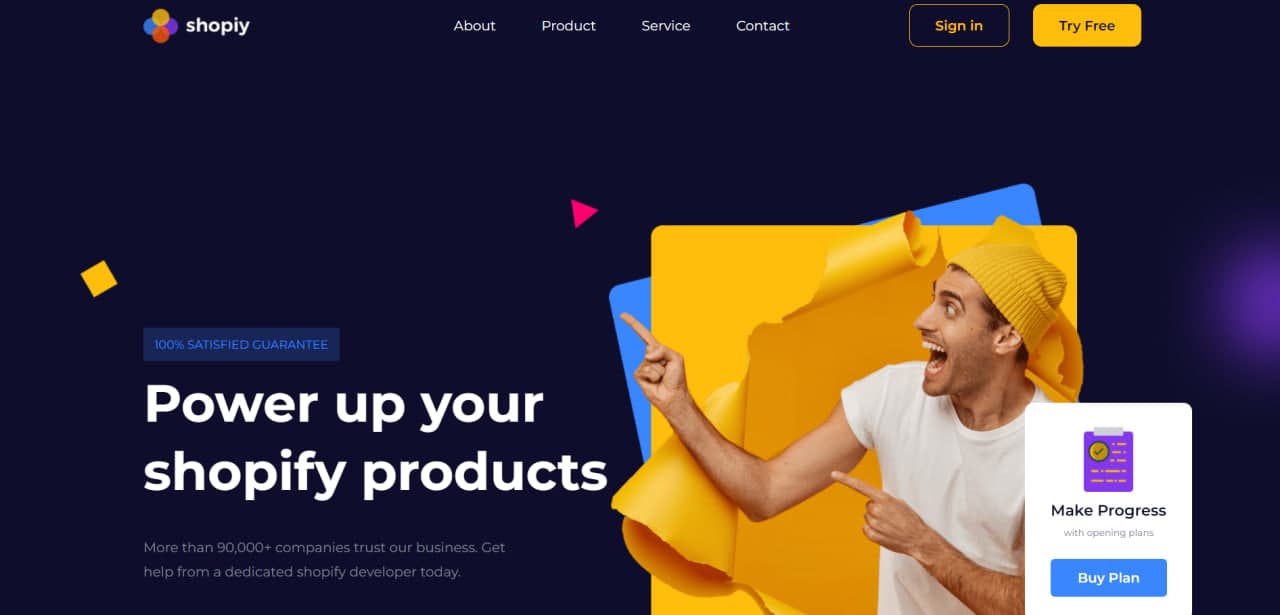 shopiy
About
Product
Service
Contact
Sign in
Try Free
100% SATISFIED GUARANTEE
Power up your
shopify products
More than 90,000+ companies trust our business. Get
help from a dedicated shopify developer today.
Make Progress
with opening plans
Buy Plan